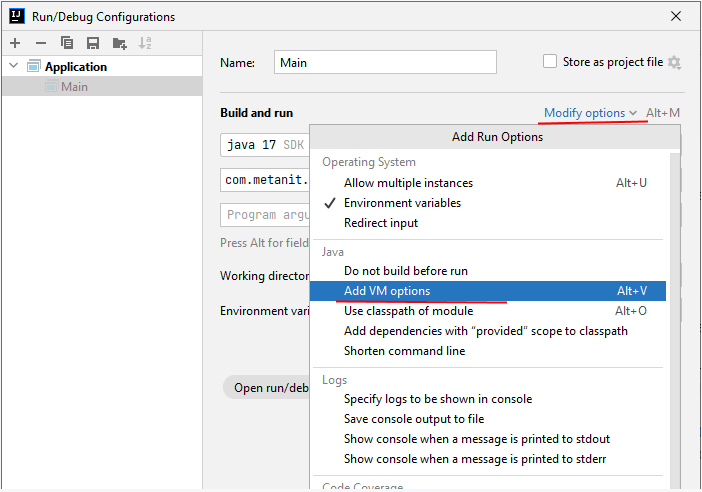 IJ Run/Debug Configurations
Application
Main
Name: Main
Store as project file
Build and run
Modify options Alt+M
Add Run Options
java 17 SDK
com.metanit.
Program
Press Alt for field
Working
Environment
Open
Operating System
Allow multiple instances Alt+U
Environment variables
Redirect input
Java
Do not build before run
Add VM options Alt+V
Use classpath of module Alt+O
Add dependencies with “provided” scope to classpath
Shorten command line
Logs
Specify logs to be shown in console
Save console output to file
Show console when a message is printed to stdout
Show console when a message is printed to stderr
Code Coverage